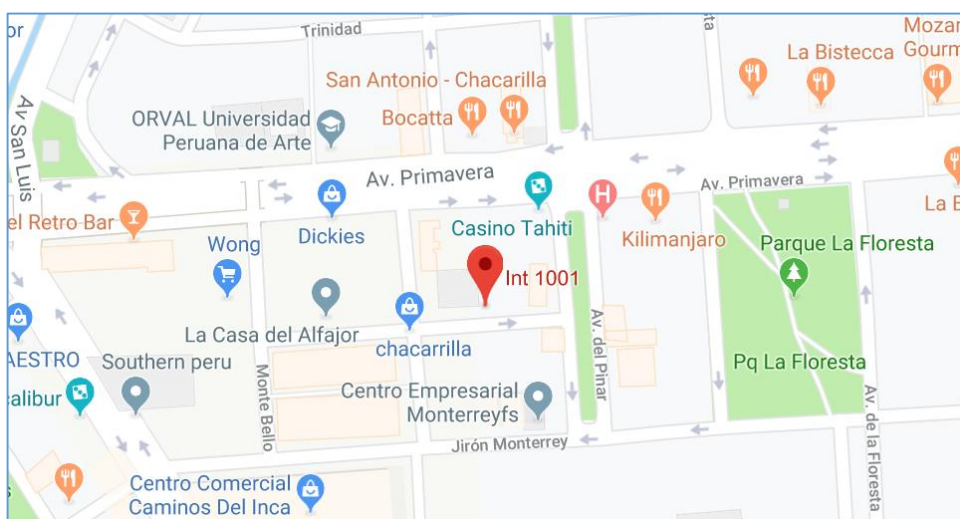 or
Trinidad
Mozar
Gourm
La Bistecca
San Antonio - Chacarilla
Bocatta
Av San Luis
ORVAL Universidad
Peruana de Arte
Av. Primavera
Av. Primavera
el Retro Bar
Dickies
Casino Tahiti
Kilimanjaro
La B
Wong
Int 1001
Parque La Floresta
La Casa del Alfajor
chacarrilla
AESTRO
Southern peru
Av. del Pinar
Pq La Floresta
calibur
Monte Bello
Centro Empresarial
Monterreyfs
Jirón Monterrey
Av. de la Floresta
Centro Comercial
Caminos Del Inca
H